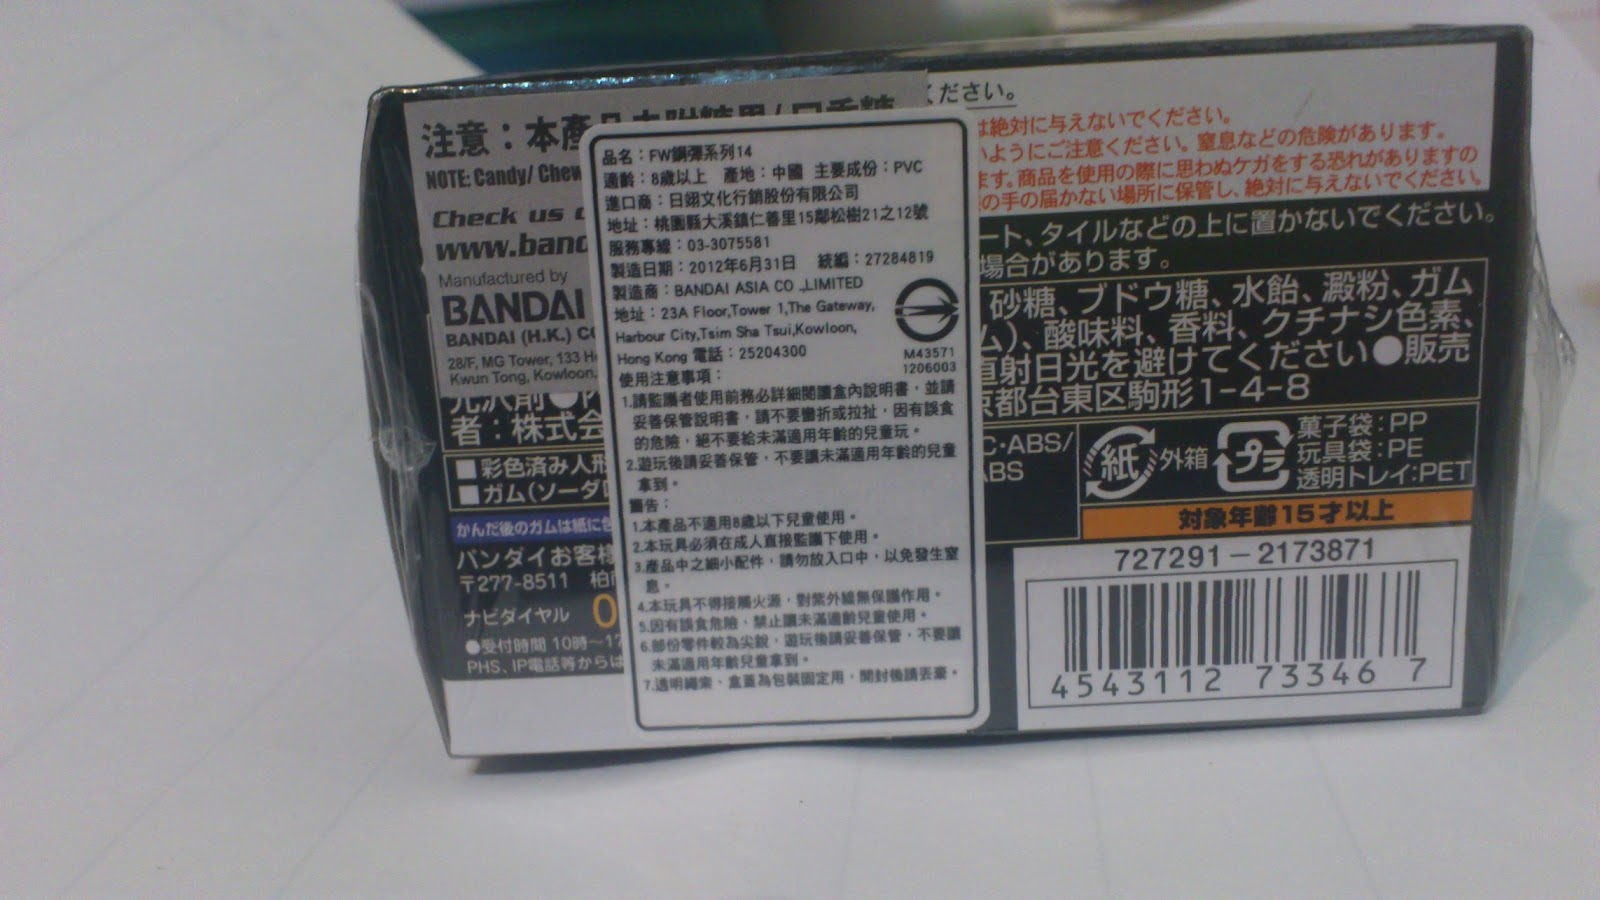 注意：本產品
NOTE: Candy/ Chew
Check us
www.band
Manufactured by
BANDAI
BANDAI (H.K.) CO
28/F, MG Tower, 133 H
Kwun Tong, Kowloon,
光沢剤●
者：株式会
■彩色済み人形
■ガム(ソーダ
かんだ後のガムは紙に包
バンダイお客様
〒277-8511 柏
ナビダイヤル 0
●受付時間 10時～17
PHS、IP電話等からは
品名：FW鋼彈系列14
適齡：8歲以上 產地：中國 主要成份：PVC
進口商：日翊文化行銷股份有限公司
地址：桃園縣大溪鎮仁善里15鄰松樹21之12號
服務專線：03-3075581
製造日期：2012年6月31日 統編：27284819
製造商：BANDAI ASIA CO .,LIMITED
地址：23A Floor,Tower 1,The Gateway,
Harbour City,Tsim Sha Tsui,Kowloon,
Hong Kong 電話：25204300
M43571
1206003
使用注意事項：
1.請監護者使用前務必詳細閱讀盒內說明書，並請
妥善保管說明書，請不要彎折或拉扯，因有誤食
的危險，絕不要給未滿適用年齡的兒童玩。
2.遊玩後請妥善保管，不要讓未滿適用年齡的兒童
拿到。
警告：
1.本產品不適用8歲以下兒童使用。
2.本玩具必須在成人直接監護下使用。
3.產品中之細小配件，請勿放入口中，以免發生窒
息。
4.本玩具不得接觸火源，對紫外線無保護作用。
5.因有誤食危險，禁止讓未滿適齡兒童使用。
6.部份零件較為尖銳，遊玩後請妥善保管，不要讓
未滿適用年齡兒童拿到。
7.透明繩索、盒蓋為包裝固定用，開封後請丟棄。
ください。
は絶対に与えないでください。
いようにご注意ください。窒息などの危険があります。
ます。商品を使用の際に思わぬケガをする恐れがありますの
の手の届かない場所に保管し、絶対に与えないでください。
ート、タイルなどの上に置かないでください。
場合があります。
砂糖、ブドウ糖、水飴、澱粉、ガム
ム)、酸味料、香料、クチナシ色素、
直射日光を避けてください●販売
京都台東区駒形1-4-8
C・ABS/
ABS
紙 外箱
プラ
菓子袋：PP
玩具袋：PE
透明トレイ：PET
対象年齢15才以上
727291－2173871
4543112 73346 7